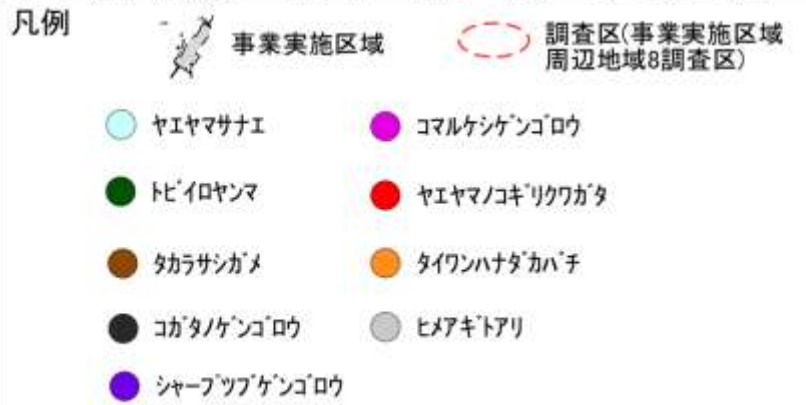 凡例
事業実施区域
調査区(事業実施区域
周辺地域8調査区)
ﾔｴﾔﾏｻﾅｴ
ｺﾏﾙｹｼｹﾞﾝｺﾞﾛｳ
ﾄﾋﾞｲﾛﾔﾝﾏ
ﾔｴﾔﾏﾉｺｷﾞﾘｸﾜｶﾞﾀ
ﾀｶﾗｻｼｶﾞﾒ
ﾀｲﾜﾝﾊﾅﾀﾞｶﾊﾞﾁ
ｺｶﾞﾀﾉｹﾞﾝｺﾞﾛｳ
ﾋﾒｱｷﾞﾄｱﾘ
ｼｬｰﾌﾟﾂﾌﾞｹﾞﾝｺﾞﾛｳ